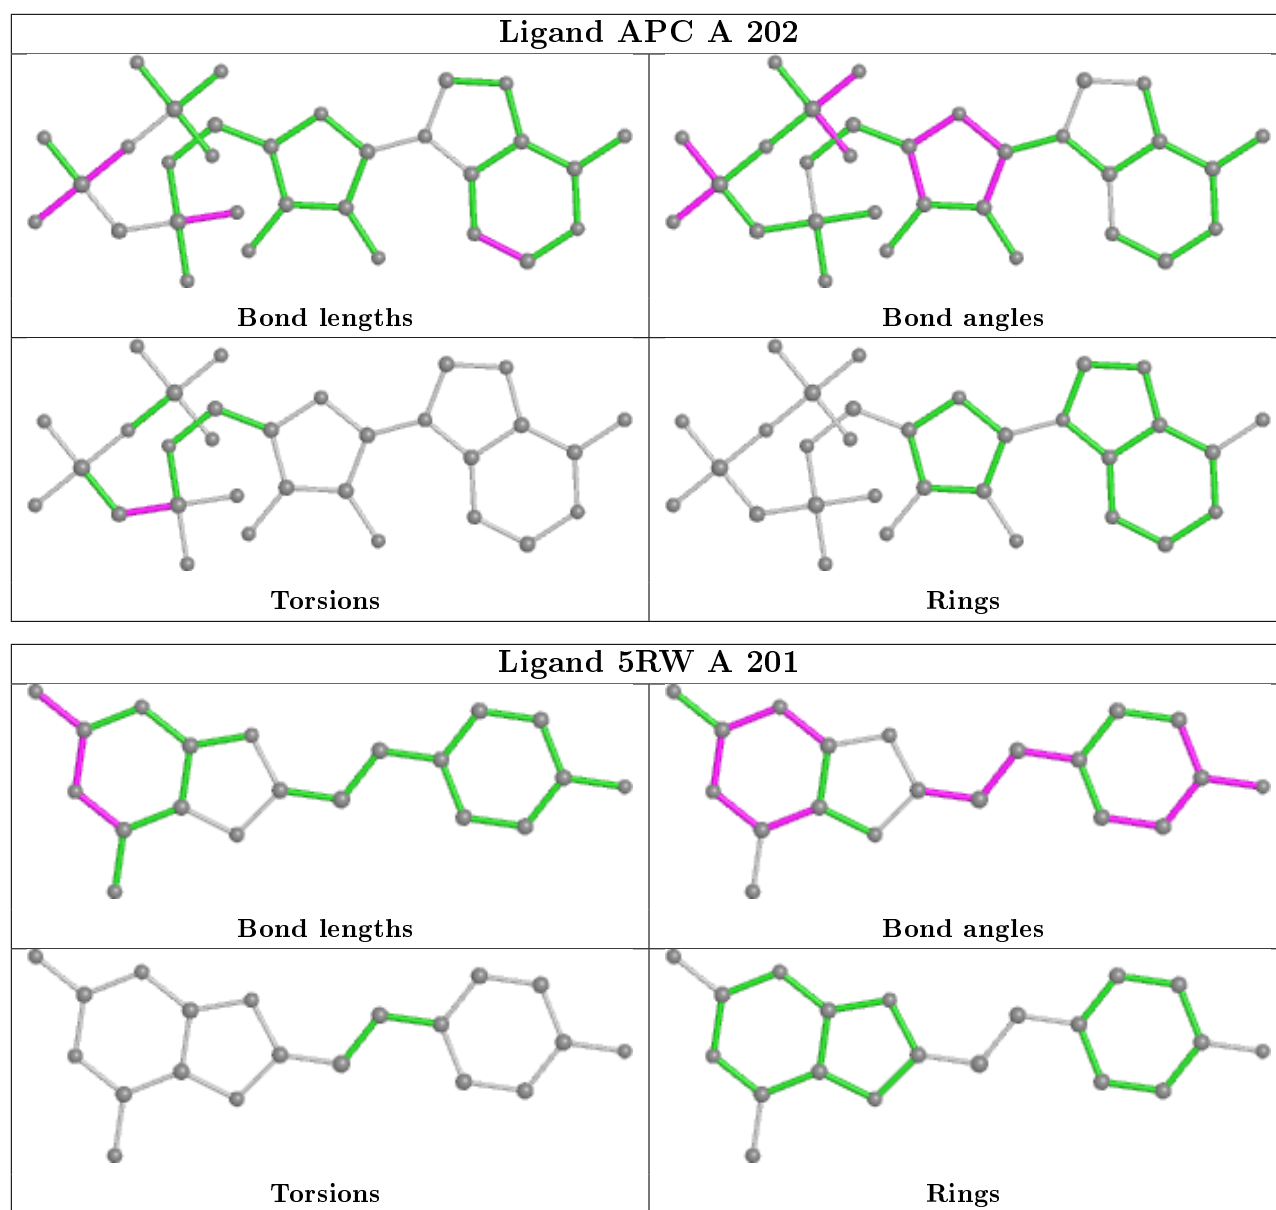 Ligand APC A 202
Bond lengths
Bond angles
Torsions
Rings
Ligand 5RW A 201
Bond lengths
Bond angles
Torsions
Rings